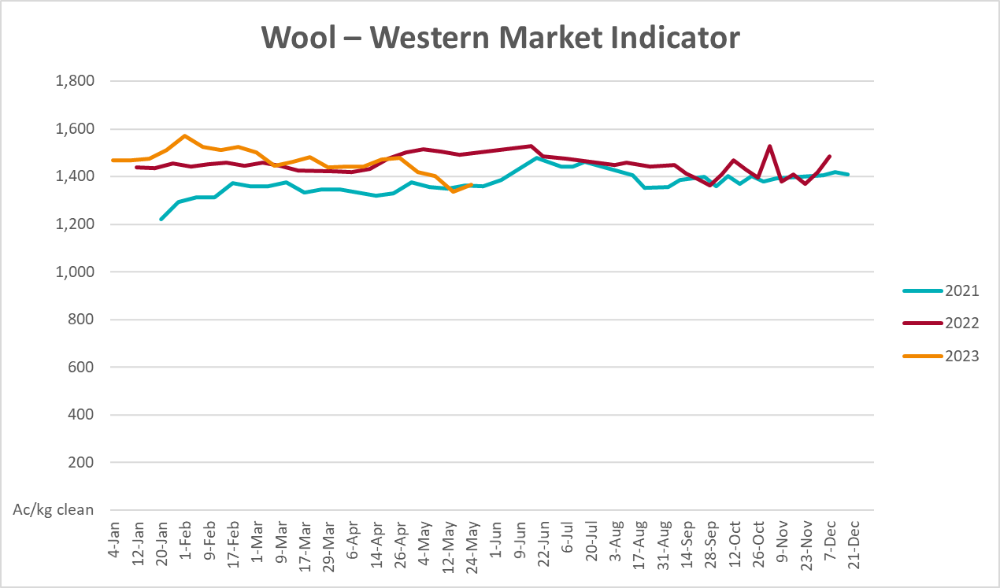 Wool – Western Market Indicator
1,800
1,600
1,400
1,200
1,000
800
600
400
200
Ac/kg clean
4-Jan
12-Jan
20-Jan
1-Feb
9-Feb
17-Feb
1-Mar
9-Mar
17-Mar
29-Mar
6-Apr
14-Apr
26-Apr
4-May
12-May
24-May
1-Jun
9-Jun
22-Jun
6-Jul
20-Jul
3-Aug
17-Aug
31-Aug
14-Sep
28-Sep
12-Oct
26-Oct
9-Nov
23-Nov
7-Dec
21-Dec
2021
2022
2023